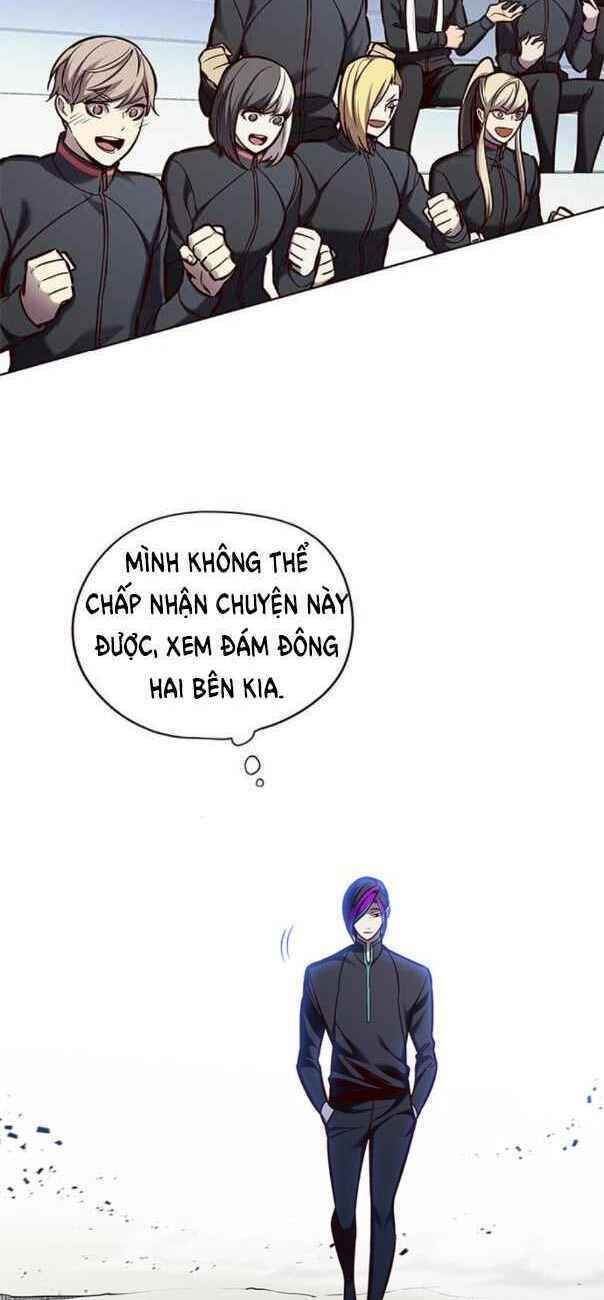 MÌNH KHÔNG THỂ
CHẤP NHẬN CHUYỆN NÀY
ĐƯỢC, XEM ĐÁM ĐÔNG
HAI BÊN KIA.